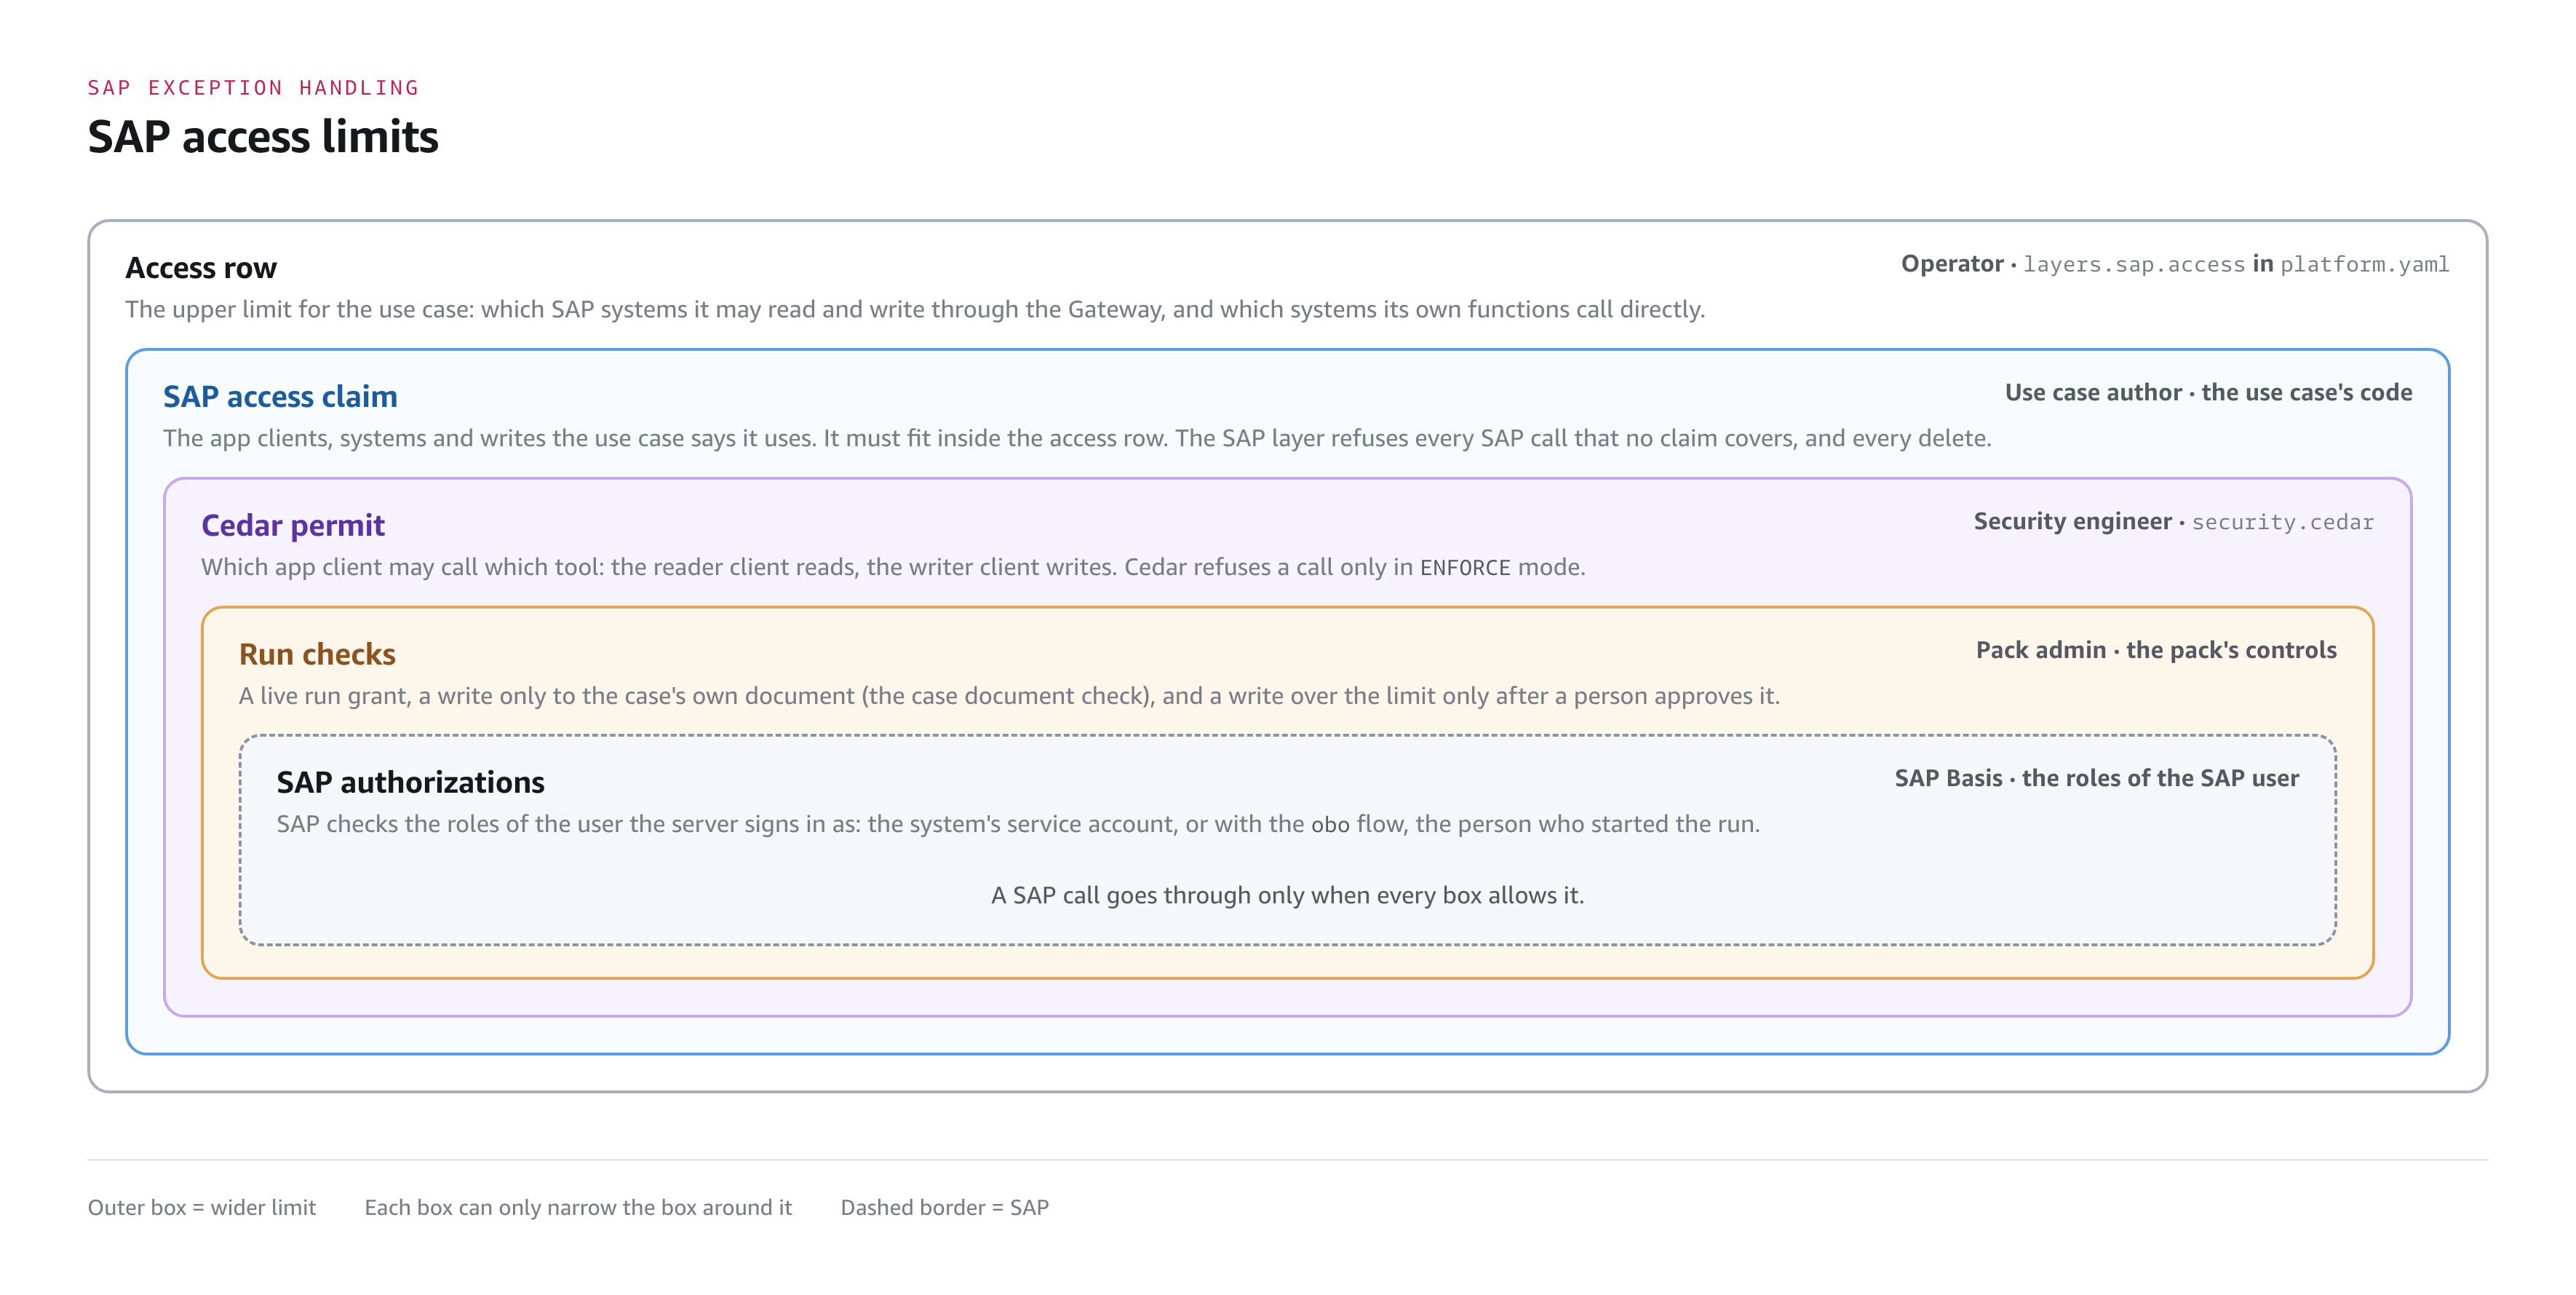 SAP EXCEPTION HANDLING
SAP access limits
Access row
Operator · layers.sap.access in platform.yaml
The upper limit for the use case: which SAP systems it may read and write through the Gateway, and which systems its own functions call directly.
SAP access claim
Use case author · the use case's code
The app clients, systems and writes the use case says it uses. It must fit inside the access row. The SAP layer refuses every SAP call that no claim covers, and every delete.
Cedar permit
Security engineer · security.cedar
Which app client may call which tool: the reader client reads, the writer client writes. Cedar refuses a call only in ENFORCE mode.
Run checks
Pack admin · the pack's controls
A live run grant, a write only to the case's own document (the case document check), and a write over the limit only after a person approves it.
SAP authorizations
SAP Basis · the roles of the SAP user
SAP checks the roles of the user the server signs in as: the system's service account, or with the obo flow, the person who started the run.
A SAP call goes through only when every box allows it.
Outer box = wider limit
Each box can only narrow the box around it
Dashed border = SAP